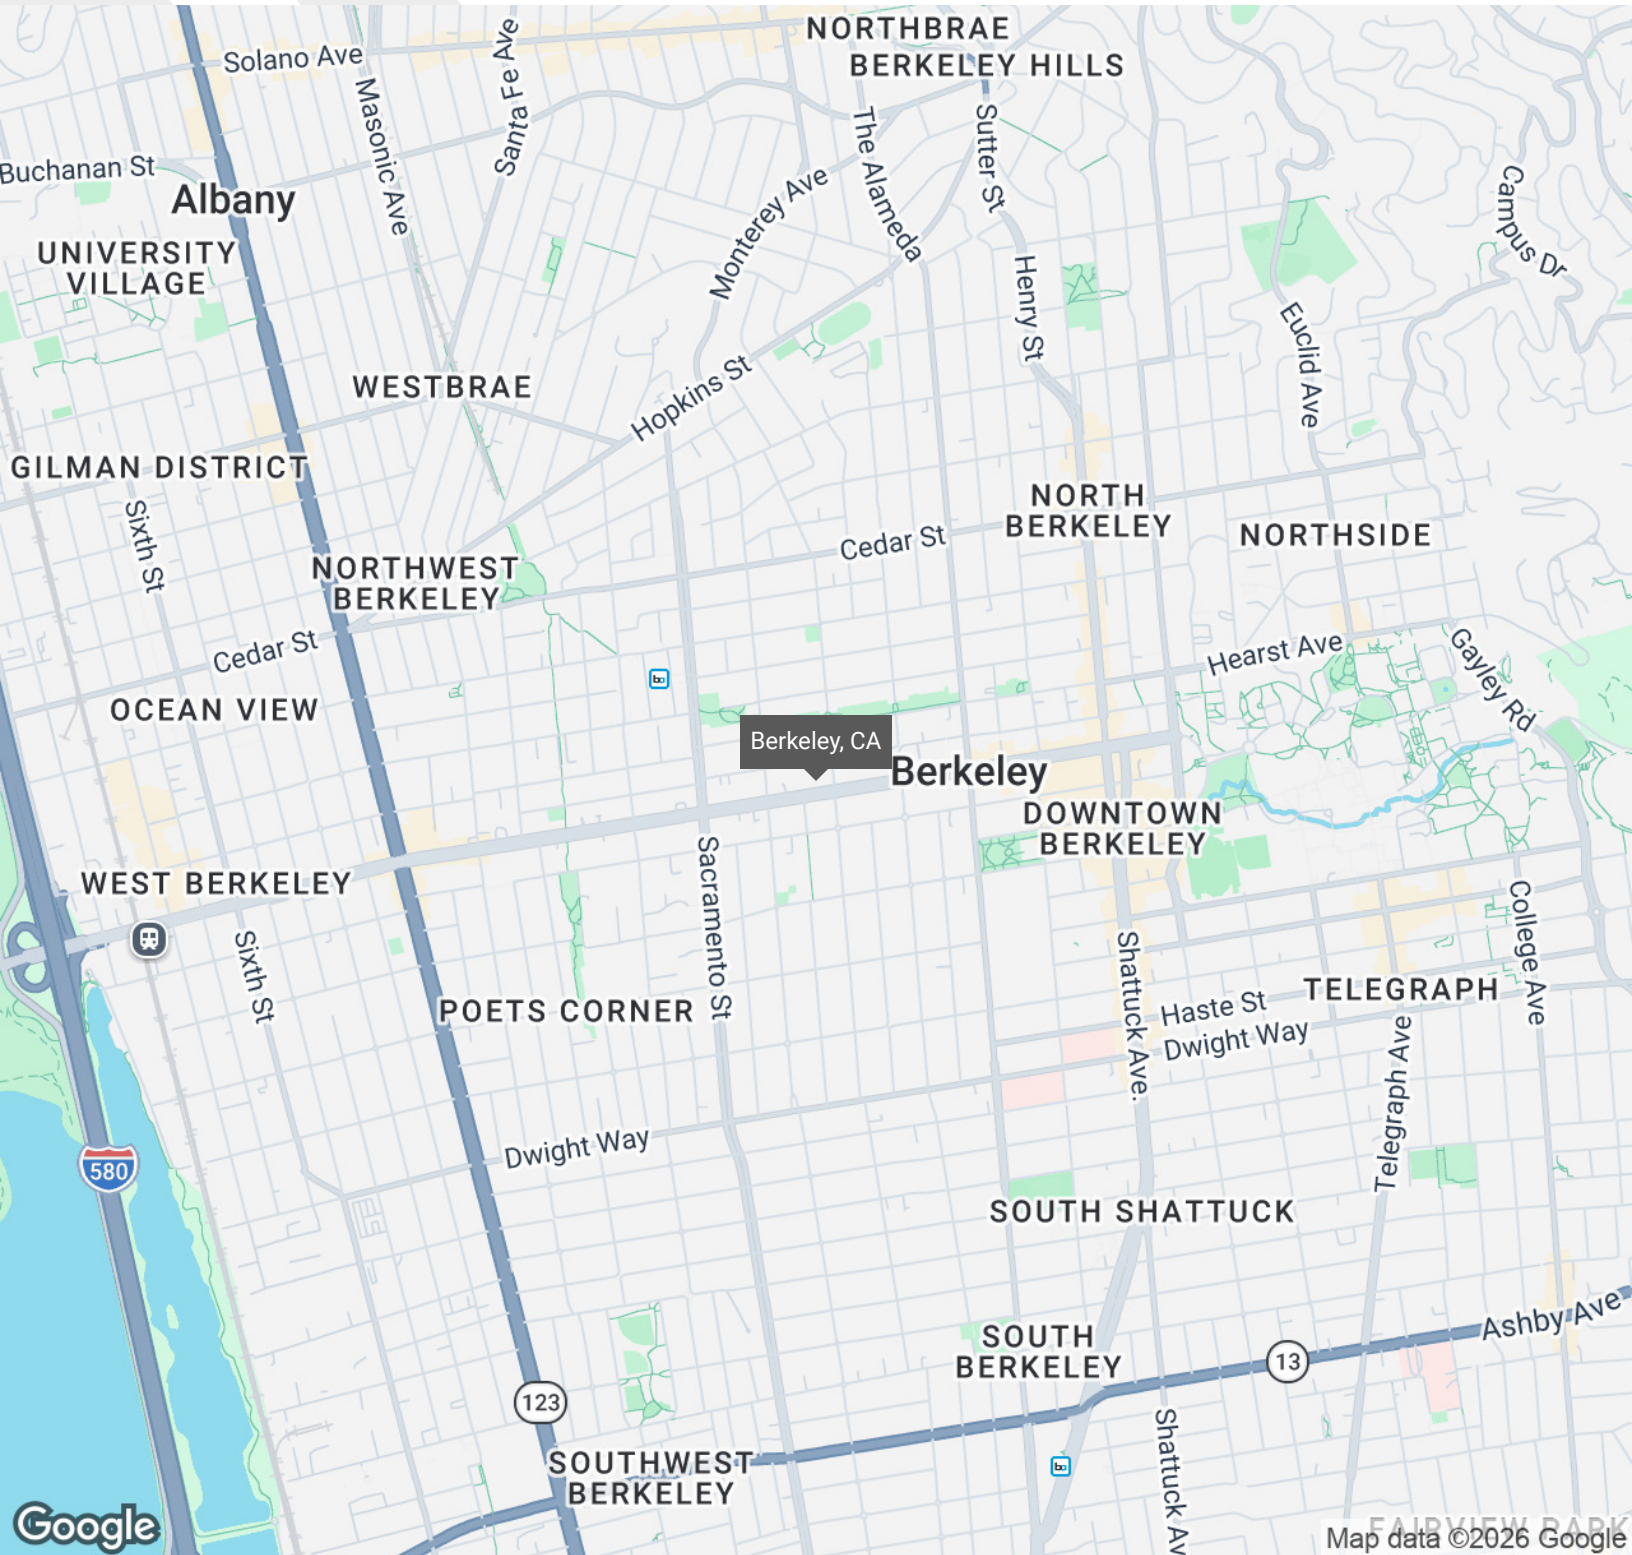 NORTHBRAE
Solano Ave
Santa Fe Ave
BERKELEY HILLS
Masonic Ave
The Alameda
Sutter St
Buchanan St
Albany
Monterey Ave
Campus Dr
UNIVERSITY
VILLAGE
Henry St
Euclid Ave
WESTBRAE
Hopkins St
GILMAN DISTRICT
NORTH
BERKELEY
Sixth St
Cedar St
NORTHSIDE
NORTHWEST
BERKELEY
Cedar St
Hearst Ave
Gayley Rd
OCEAN VIEW
Berkeley, CA
Berkeley
DOWNTOWN
BERKELEY
WEST BERKELEY
Sacramento St
College Ave
Sixth St
Shattuck Ave.
TELEGRAPH
POETS CORNER
Haste St
Dwight Way
Telegraph Ave
Dwight Way
580
SOUTH SHATTUCK
Ashby Ave
SOUTH
BERKELEY
13
123
Shattuck Av
SOUTHWEST
BERKELEY
Google
FAIRVIEW PARK
Map data ©2026 Google